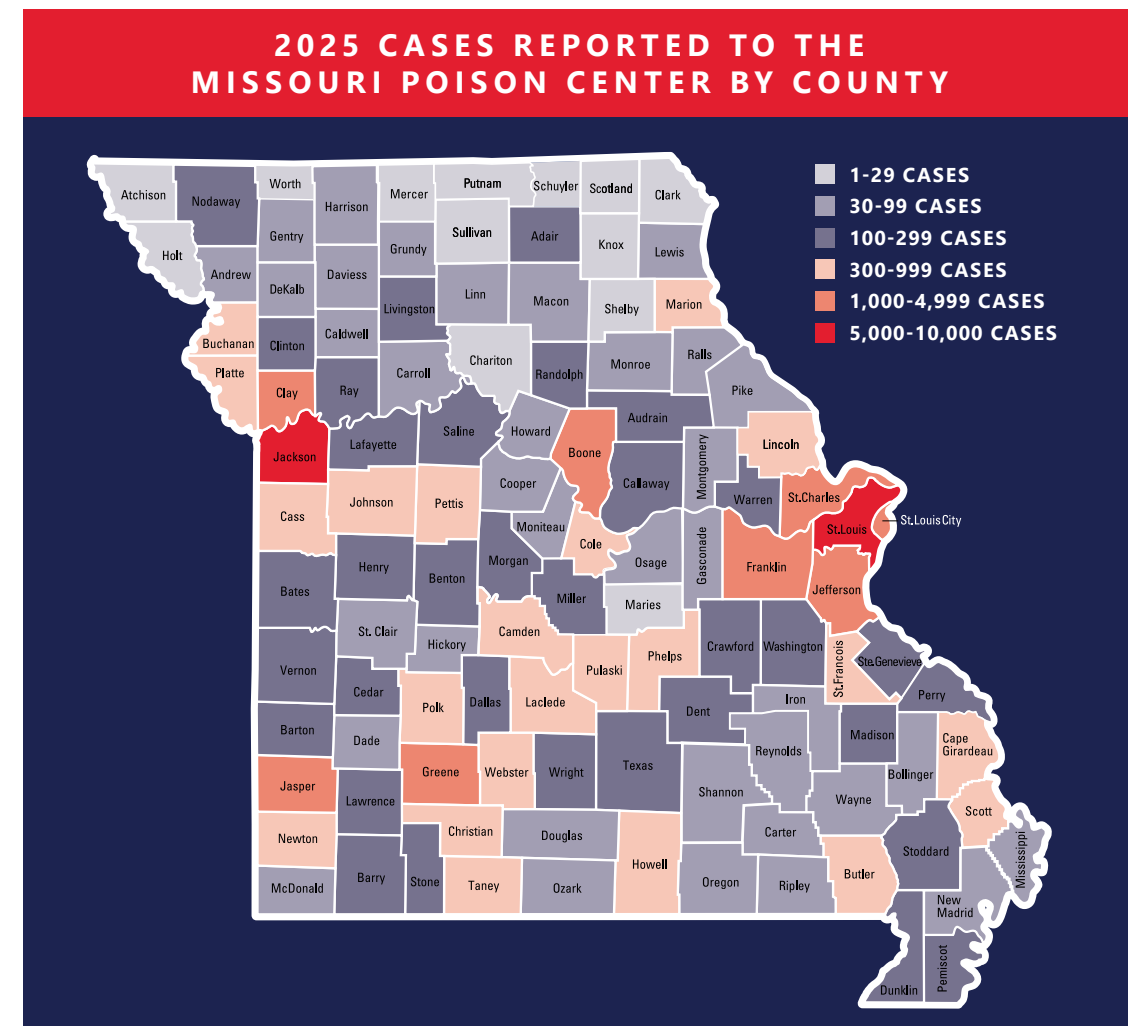 2025 CASES REPORTED TO THE
MISSOURI POISON CENTER BY COUNTY
1-29 CASES
30-99 CASES
100-299 CASES
300-999 CASES
1,000-4,999 CASES
5,000-10,000 CASES
Atchison
Nodaway
Worth
Harrison
Mercer
Putnam
Schuyler
Scotland
Clark
Holt
Andrew
Gentry
DeKalb
Daviess
Grundy
Sullivan
Adair
Knox
Lewis
Buchanan
Clinton
Caldwell
Livingston
Linn
Macon
Shelby
Marion
Platte
Clay
Ray
Carroll
Chariton
Randolph
Monroe
Ralls
Pike
Jackson
Lafayette
Saline
Howard
Boone
Audrain
Callaway
Montgomery
Lincoln
Warren
St.Charles
St.Louis
St.Louis City
Cass
Johnson
Pettis
Cooper
Moniteau
Cole
Osage
Gasconade
Franklin
Jefferson
Bates
Henry
Benton
Morgan
Miller
Maries
St. Clair
Hickory
Camden
Pulaski
Phelps
Crawford
Washington
St.Francois
Ste.Genevieve
Perry
Vernon
Cedar
Polk
Dallas
Laclede
Dent
Iron
Madison
Barton
Dade
Greene
Webster
Wright
Texas
Reynolds
Bollinger
Cape
Girardeau
Jasper
Lawrence
Shannon
Wayne
Scott
Newton
Christian
Douglas
Howell
Carter
Butler
Stoddard
Mississippi
McDonald
Barry
Stone
Taney
Ozark
Oregon
Ripley
New
Madrid
Dunklin
Pemiscot